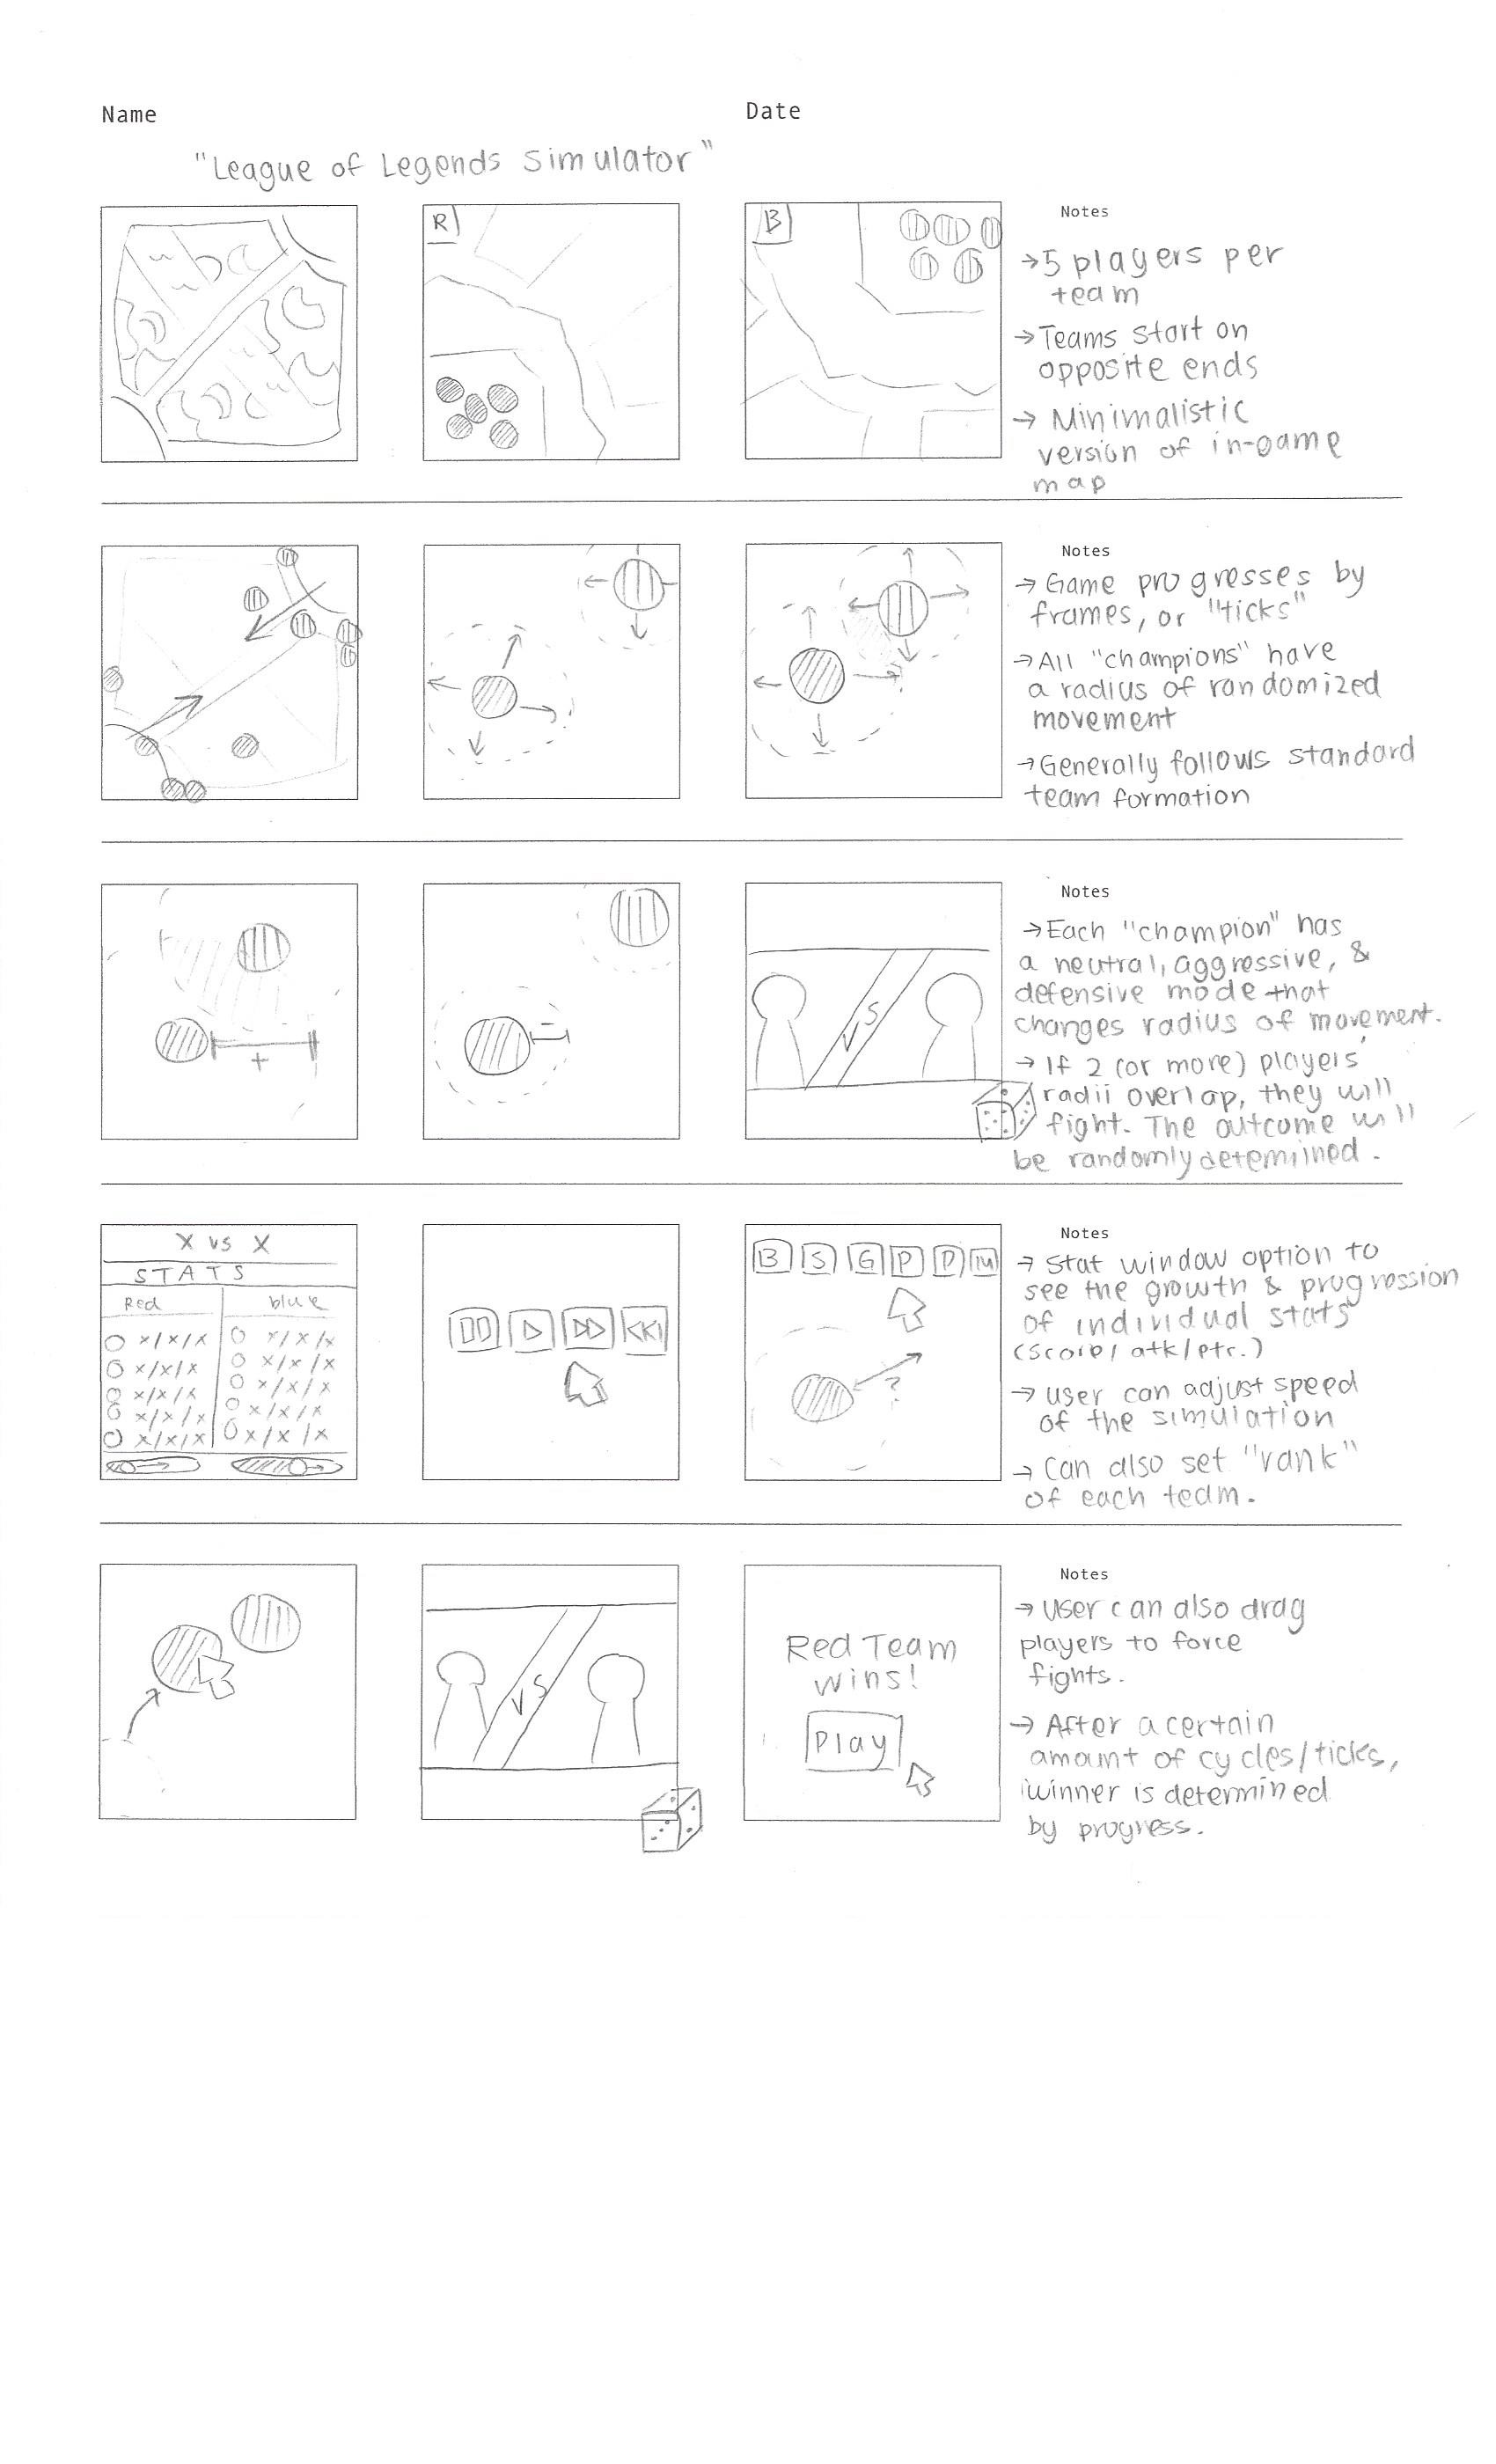 Name
Date
"League of Legends Simulator"
R
B
Notes
→5 players per
team
→Teams start on
opposite ends
→ Minimalistic
version of in-game
map
Notes
→ Game progresses by
frames, or "ticks"
→All "champions" have
a radius of randomized
movement
→Generally follows standard
team formation
+
-
VS
Notes
→Each "champion" has
a neutral, aggressive, &
defensive mode that
changes radius of movement.
→ If 2 (or more) players'
radii overlap, they will
fight. The outcome will
be randomly detemined.
X vs X
STATS
Red
blue
x/x/x x/x/x
x/x/x x/x/x
x/x/x x/x/x
x/x/x x/x/x
x/x/x x/x/x
B S G P D M
?
Notes
→ Stat window option to
see the growth & progression
of individual stats
(score/atk/etc.)
→ User can adjust speed
of the simulation
→ Can also set "rank"
of each team.
VS
Red Team
wins!
Play
Notes
→ User can also drag
players to force
fights.
→ After a certain
amount of cycles/ticks,
winner is determined
by progress.